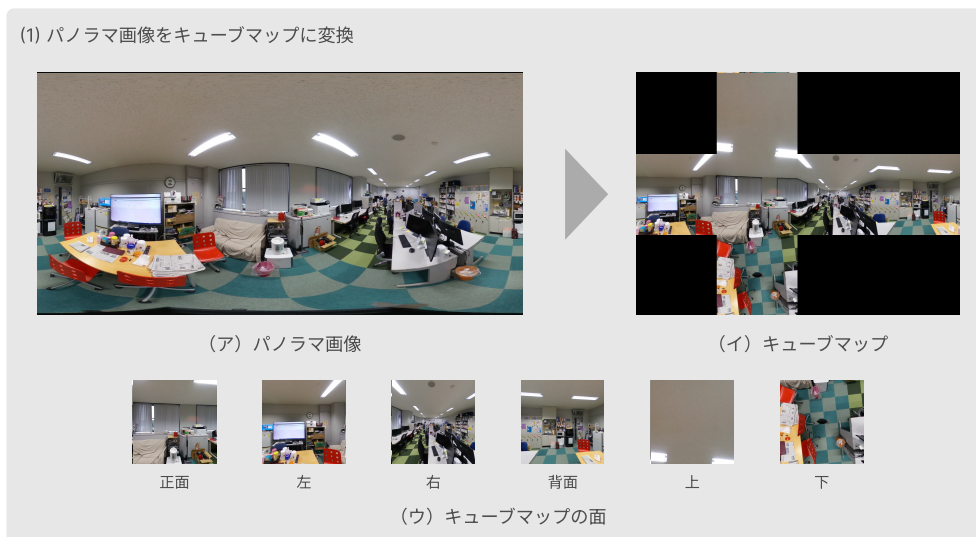 (1) パノラマ画像をキューブマップに変換
（ア）パノラマ画像
（イ）キューブマップ
正面
左
右
背面
上
下
（ウ）キューブマップの面